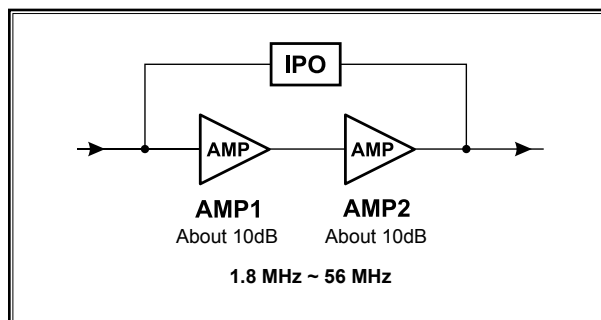 IPO
AMP AMP
AMP1 AMP2
About 10dB About 10dB
1.8 MHz ~ 56 MHz